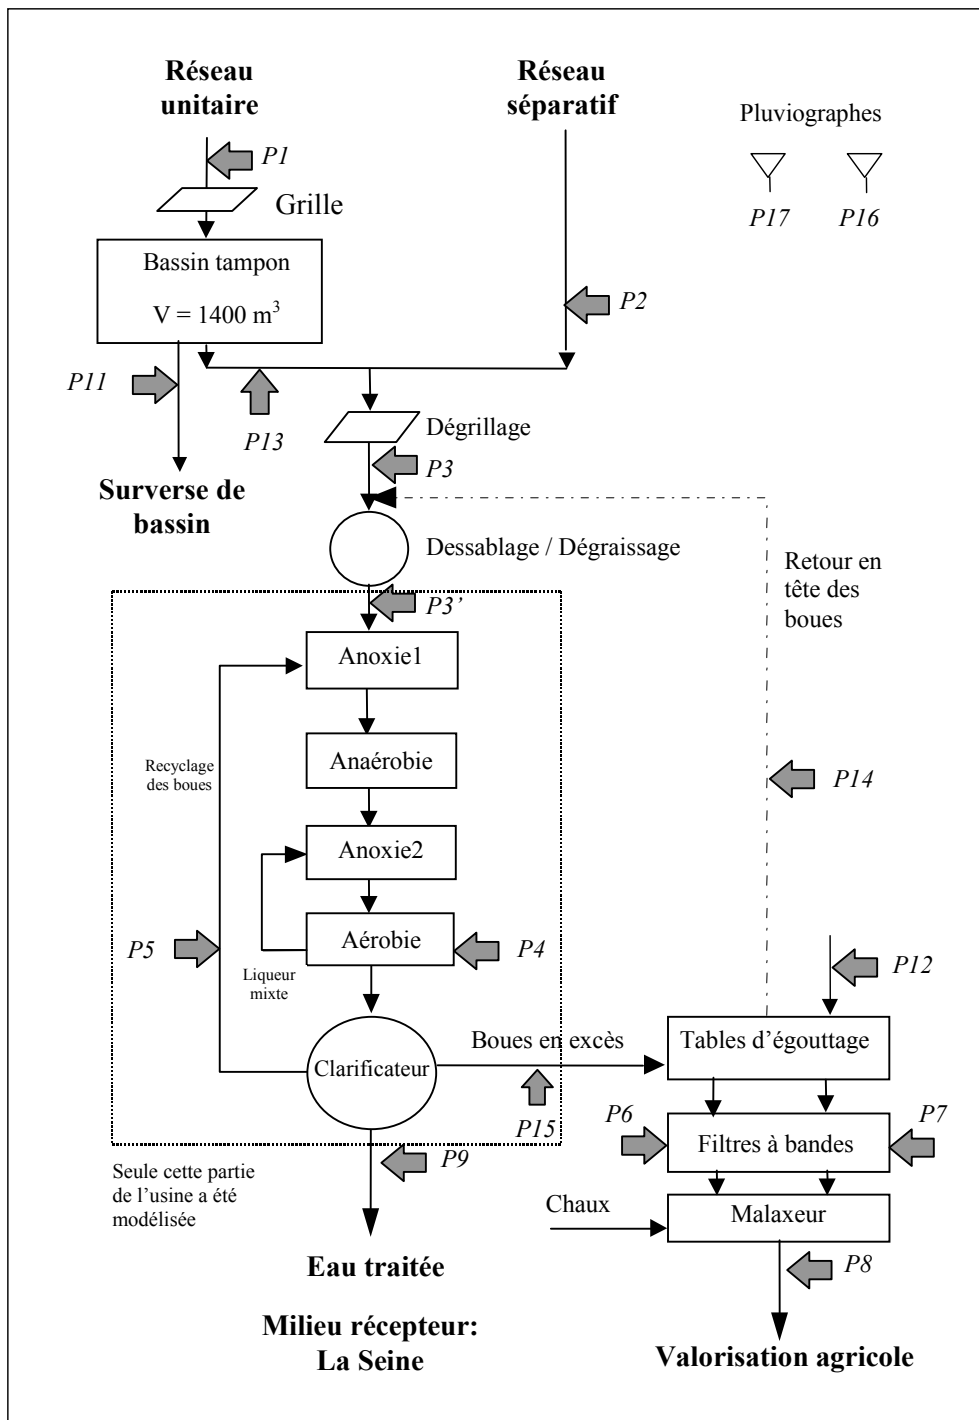 Réseau
unitaire
Réseau
séparatif
Pluviographes
P1
Grille
P17
P16
Bassin tampon
V = 1400 m³
P2
P11
P13
Dégrillage
P3
Surverse de
bassin
Dessablage / Dégraissage
Retour en
tête des
boues
P3’
Anoxie1
Recyclage
des boues
Anaérobie
P14
Anoxie2
P5
Aérobie
P4
Liqueur
mixte
P12
Boues en excès
Tables d’égouttage
Clarificateur
P15
P6
P7
Filtres à bandes
P9
Seule cette partie
de l’usine a été
modélisée
Chaux
Malaxeur
P8
Eau traitée
Milieu récepteur:
La Seine
Valorisation agricole